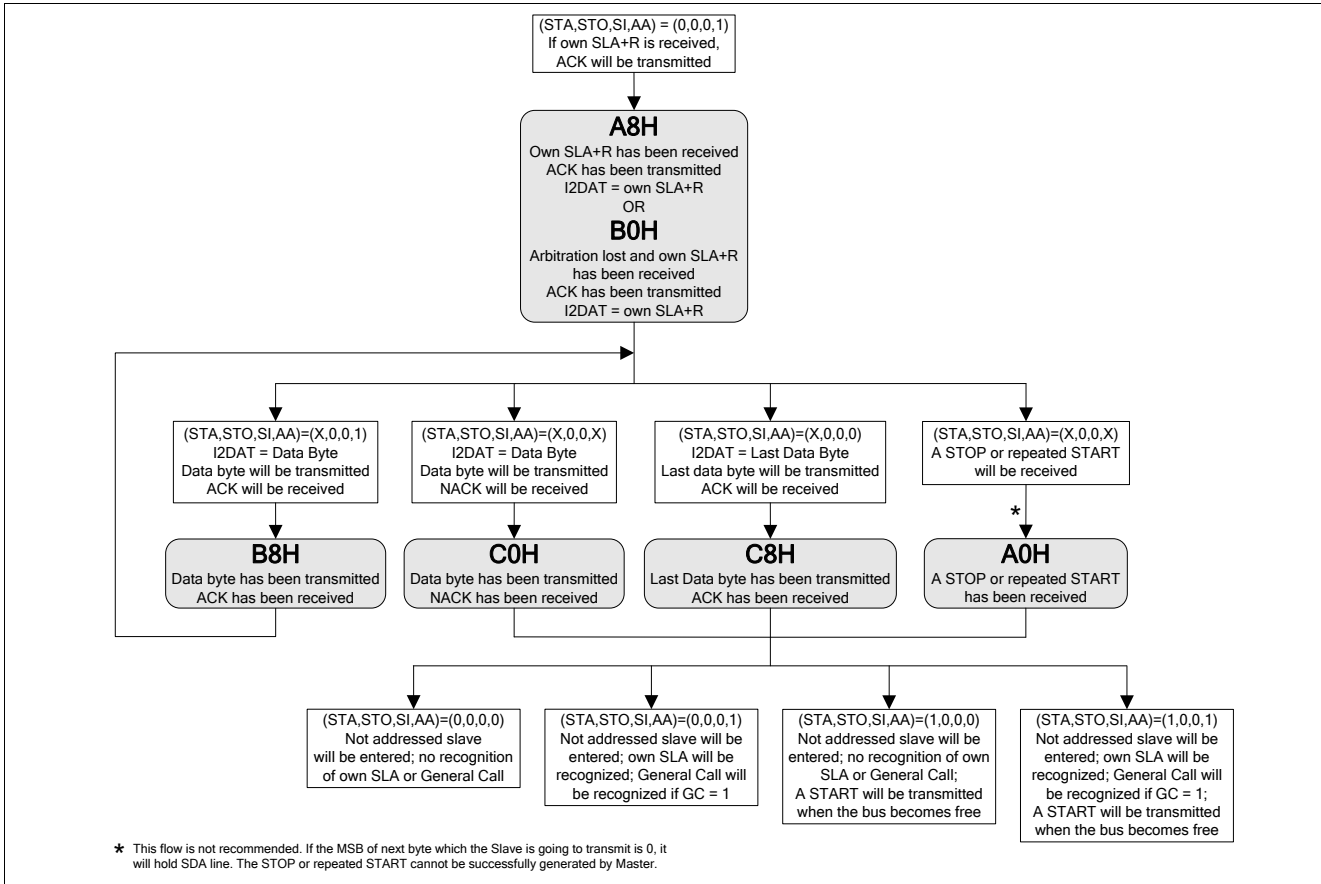 (STA,STO,SI,AA) = (0,0,0,1)
If own SLA+R is received,
ACK will be transmitted
A8H
Own SLA+R has been received
ACK has been transmitted
I2DAT = own SLA+R
OR
B0H
Arbitration lost and own SLA+R
has been received
ACK has been transmitted
I2DAT = own SLA+R
(STA,STO,SI,AA)=(X,0,0,1)
I2DAT = Data Byte
Data byte will be transmitted
ACK will be received
(STA,STO,SI,AA)=(X,0,0,X)
I2DAT = Data Byte
Data byte will be transmitted
NACK will be received
(STA,STO,SI,AA)=(X,0,0,0)
I2DAT = Last Data Byte
Last data byte will be transmitted
ACK will be received
(STA,STO,SI,AA)=(X,0,0,X)
A STOP or repeated START
will be received
*
B8H
Data byte has been transmitted
ACK has been received
C0H
Data byte has been transmitted
NACK has been received
C8H
Last Data byte has been transmitted
ACK has been received
A0H
A STOP or repeated START
has been received
(STA,STO,SI,AA)=(0,0,0,0)
Not addressed slave
will be entered; no recognition
of own SLA or General Call
(STA,STO,SI,AA)=(0,0,0,1)
Not addressed slave will be
entered; own SLA will be
recognized; General Call will
be recognized if GC = 1
(STA,STO,SI,AA)=(1,0,0,0)
Not addressed slave will be
entered; no recognition of own
SLA or General Call;
A START will be transmitted
when the bus becomes free
(STA,STO,SI,AA)=(1,0,0,1)
Not addressed slave will be
entered; own SLA will be
recognized; General Call will
be recognized if GC = 1;
A START will be transmitted
when the bus becomes free
* This flow is not recommended. If the MSB of next byte which the Slave is going to transmit is 0, it
will hold SDA line. The STOP or repeated START cannot be successfully generated by Master.